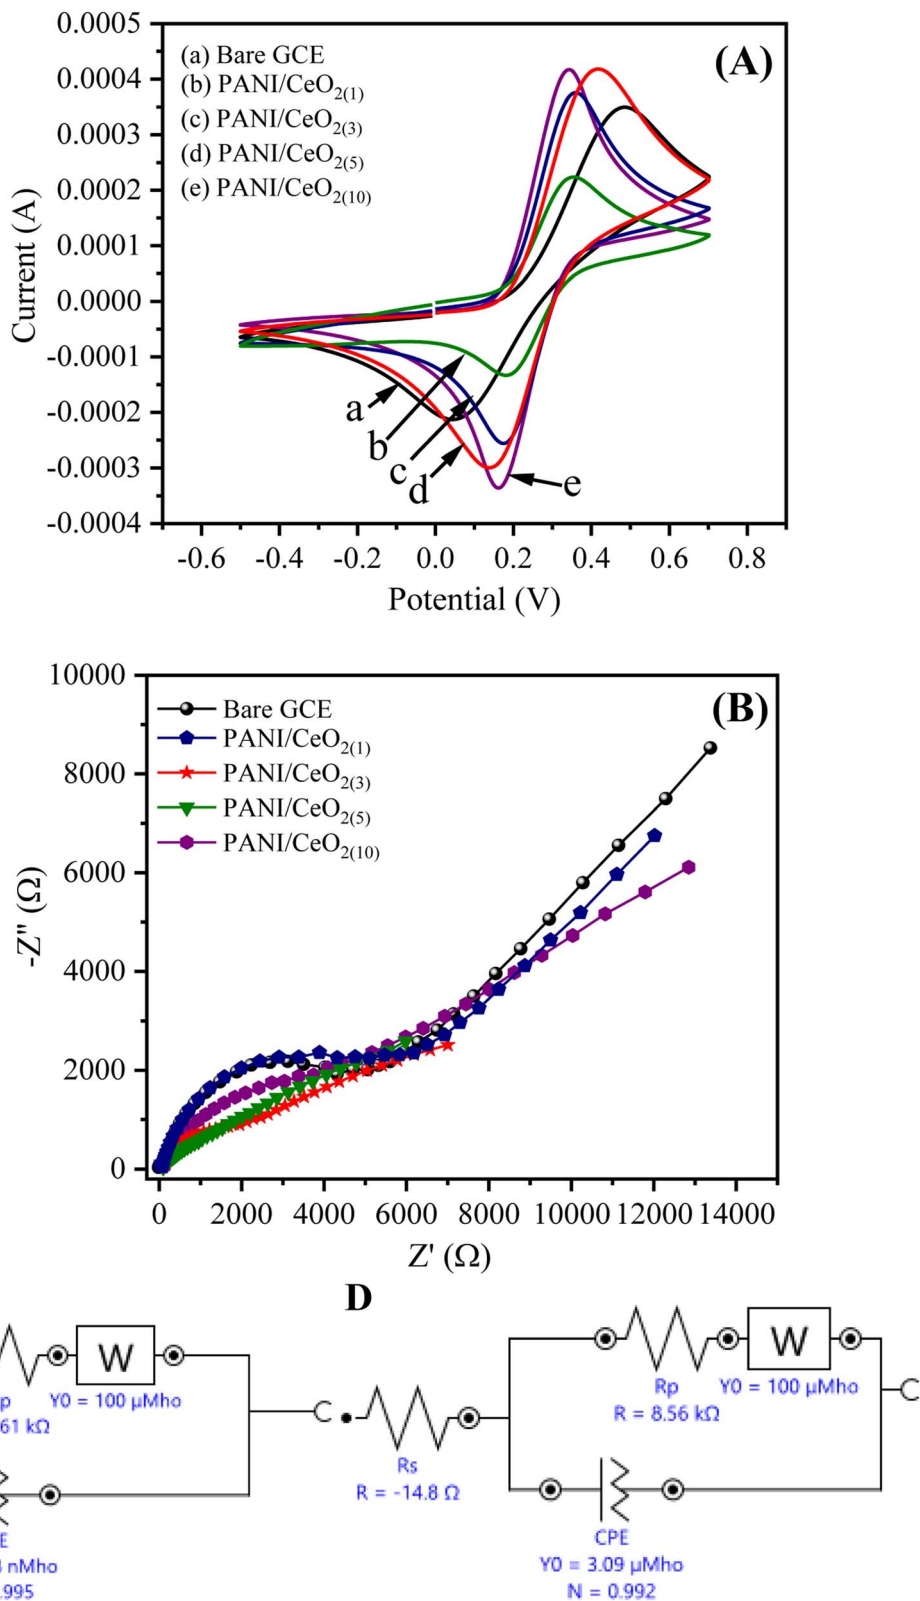 0.0005
(A)
(a) Bare GCE
0.0004
(b) PANI/CeO2(1)
(c) PANI/CeO2(3)
0.0003
(d) PANI/CeO2(5)
0.0002
(e) PANI/CeO2(10)
0.0001
0.0000
-0.0001
-0.0002
-0.0003
-0.0004
Current (A)
a
b
c
d
e
-0.6 -0.4 -0.2 0.0 0.2 0.4 0.6 0.8
Potential (V)
10000
(B)
Bare GCE
PANI/CeO2(1)
8000
PANI/CeO2(3)
PANI/CeO2(5)
PANI/CeO2(10)
6000
4000
2000
0
-Z" (Ω)
0 2000 4000 6000 8000 10000 12000 14000
Z' (Ω)
D
W
p
61 kΩ
Y0 = 100 µMho
E
nMho
.995
Rs
R = -14.8 Ω
W
Rp
R = 8.56 kΩ
Y0 = 100 µMho
CPE
Y0 = 3.09 µMho
N = 0.992